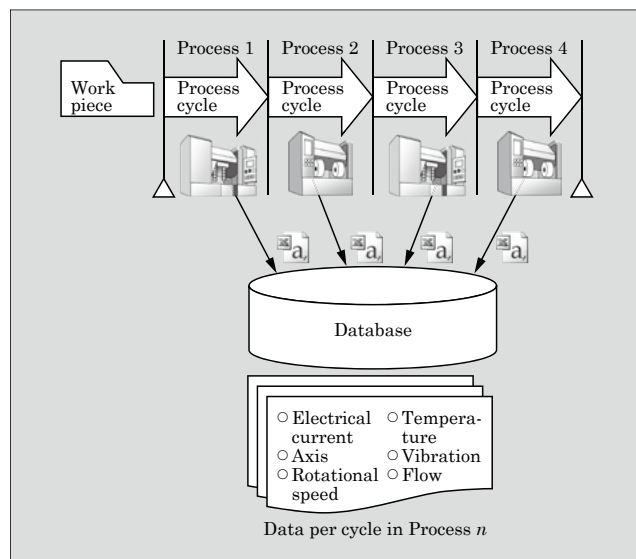 Process 1 Process 2 Process 3 Process 4
Work
piece
Process
cycle
Process
cycle
Process
cycle
Process
cycle
a,
a,
a,
a,
Database
○ Electrical
current
○ Axis
○ Rotational
speed
○ Tempera-
ture
○ Vibration
○ Flow
Data per cycle in Process n